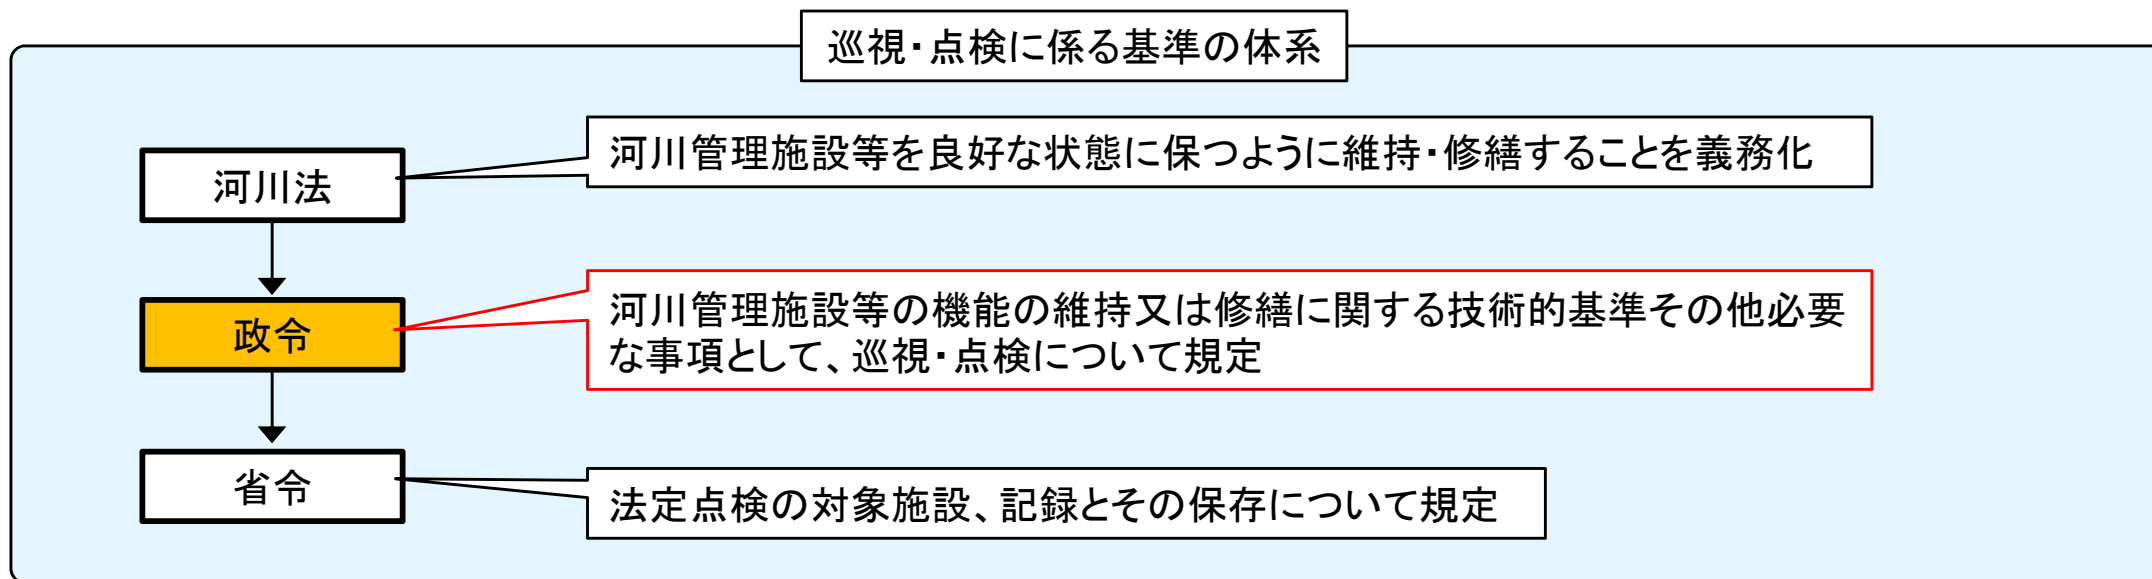 巡視・点検に係る基準の体系
河川法
河川管理施設等を良好な状態に保つように維持・修繕することを義務化
政令
河川管理施設等の機能の維持又は修繕に関する技術的基準その他必要
な事項として、巡視・点検について規定
省令
法定点検の対象施設、記録とその保存について規定